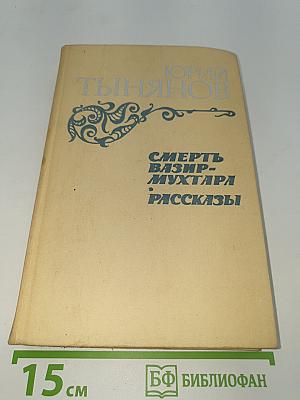 ЮРИЙ
ТЫНЯНОВ
СМЕРТЬ
ВАЗИР-
МУХТАРА
•
РАССКАЗЫ
15 см
БФ БИБЛИОФАН